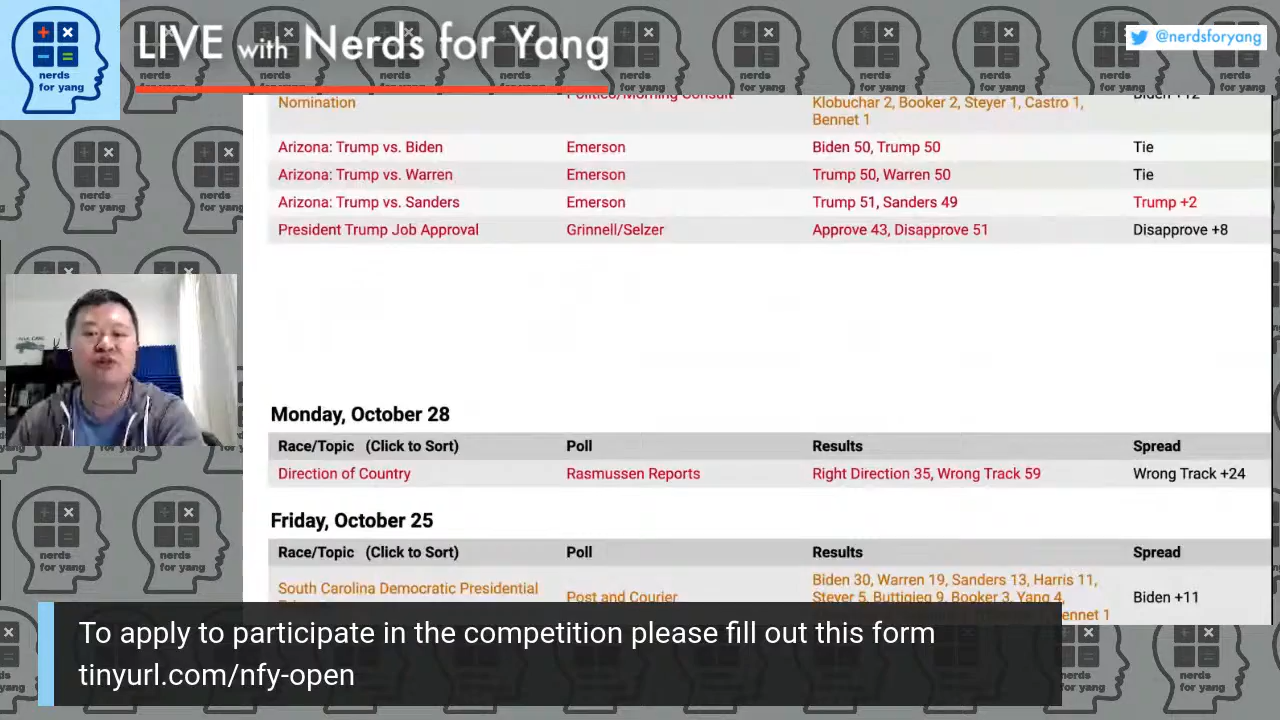 nerds
for yang
LIVE with Nerds for Yang
@nerdsforyang
Nomination
Politico/Morning Consult
Klobuchar 2, Booker 2, Steyer 1, Castro 1,
Bennet 1
Biden +12
Arizona: Trump vs. Biden Emerson Biden 50, Trump 50 Tie
Arizona: Trump vs. Warren Emerson Trump 50, Warren 50 Tie
Arizona: Trump vs. Sanders Emerson Trump 51, Sanders 49 Trump +2
President Trump Job Approval Grinnell/Selzer Approve 43, Disapprove 51 Disapprove +8
Monday, October 28
Race/Topic (Click to Sort) Poll Results Spread
Direction of Country Rasmussen Reports Right Direction 35, Wrong Track 59 Wrong Track +24
Friday, October 25
Race/Topic (Click to Sort) Poll Results Spread
South Carolina Democratic Presidential
Post and Courier
Biden 30, Warren 19, Sanders 13, Harris 11,
Steyer 5, Buttigieg 9, Booker 3, Yang 4,
Bennet 1
Biden +11
To apply to participate in the competition please fill out this form
tinyurl.com/nfy-open